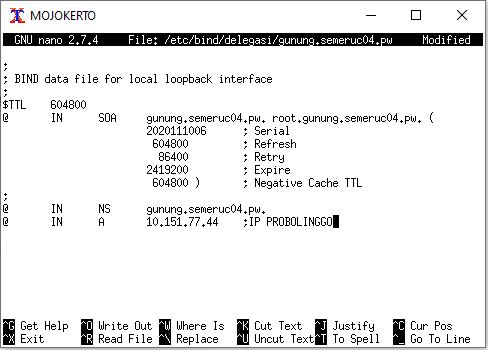 MOJOKERTO
GNU nano 2.7.4 File: /etc/bind/delegasi/gunung.semeruc04.pw Modified
;
; BIND data file for local loopback interface
;
$TTL 604800
@ IN SOA gunung.semeruc04.pw. root.gunung.semeruc04.pw. (
2020111006 ; Serial
604800 ; Refresh
86400 ; Retry
2419200 ; Expire
604800 ) ; Negative Cache TTL
;
@ IN NS gunung.semeruc04.pw.
@ IN A 10.151.77.44 ;IP PROBOLINGGO
^G Get Help ^O Write Out ^W Where Is ^K Cut Text ^J Justify ^C Cur Pos
^X Exit ^R Read File ^\ Replace ^U Uncut Text ^T To Spell ^_ Go To Line